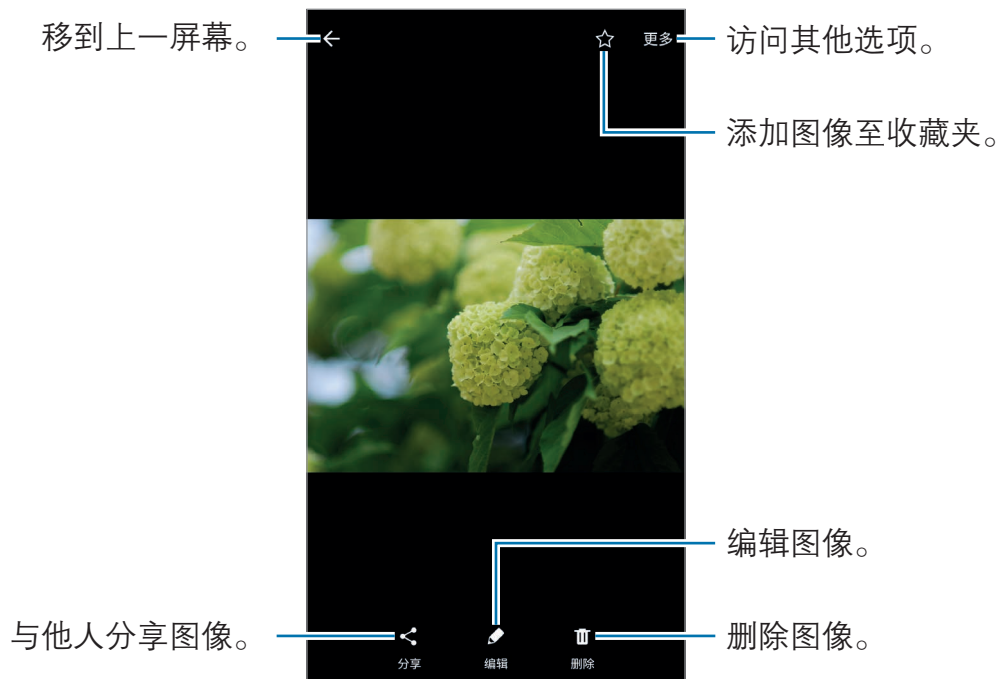 移到上一屏幕。
更多
访问其他选项。
添加图像至收藏夹。
编辑图像。
与他人分享图像。
删除图像。
分享
编辑
删除